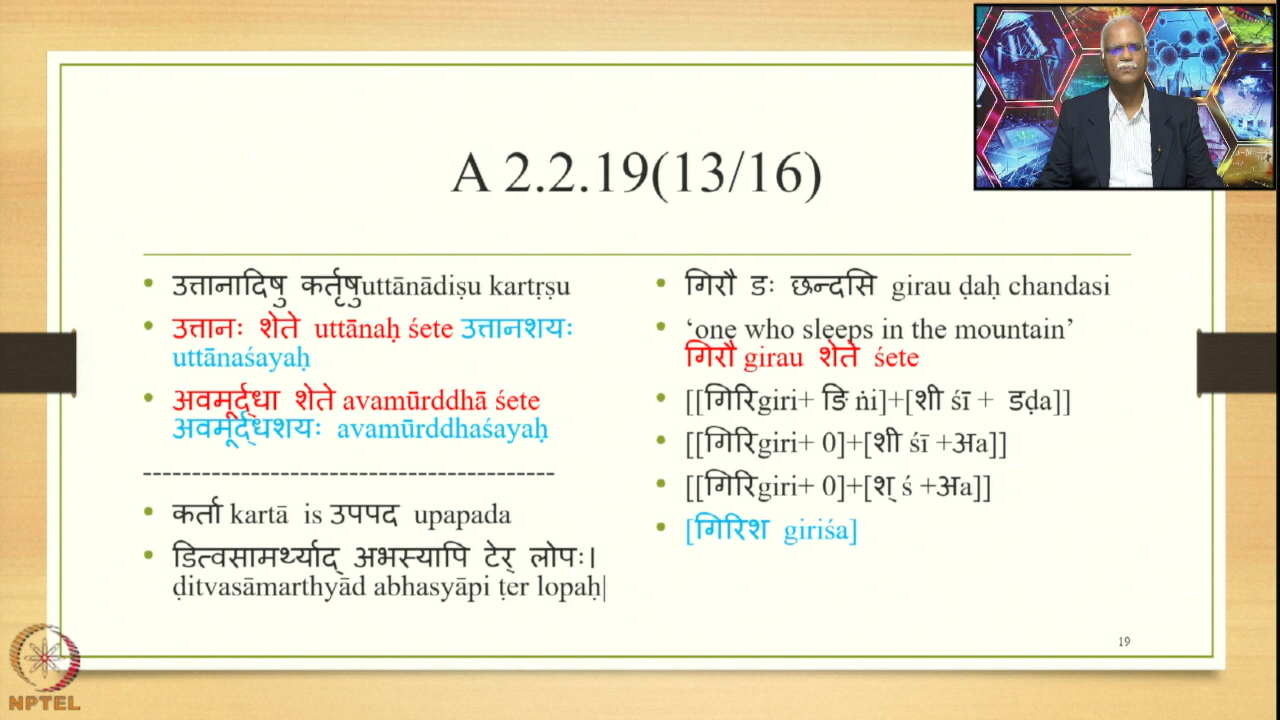 A 2.2.19(13/16)
• उत्तानादिषु कर्तृषुuttānādiṣu kartṛṣu
• उत्तानः शेते uttānaḥ śete उत्तानशयः
uttānaśayaḥ
• अवमूर्द्धा शेते avamūrddhā śete
अवमूर्द्धशयः avamūrddhaśayaḥ
----------------------------------------
• कर्ता kartā is उपपद upapada
• डित्वसामर्थ्याद् अभस्यापि टेर् लोपः।
ḍitvasāmarthyād abhasyāpi ṭer lopaḥ|
• गिरौ डः छन्दसि girau ḍaḥ chandasi
• ‘one who sleeps in the mountain’
गिरौ girau शेते śete
• [[गिरिgiri+ ङि ṅi]+[शी śī + डḍa]]
• [[गिरिgiri+ 0]+[शी śī +अa]]
• [[गिरिgiri+ 0]+[श् ś +अa]]
• [गिरिश giriśa]
19
NPTEL